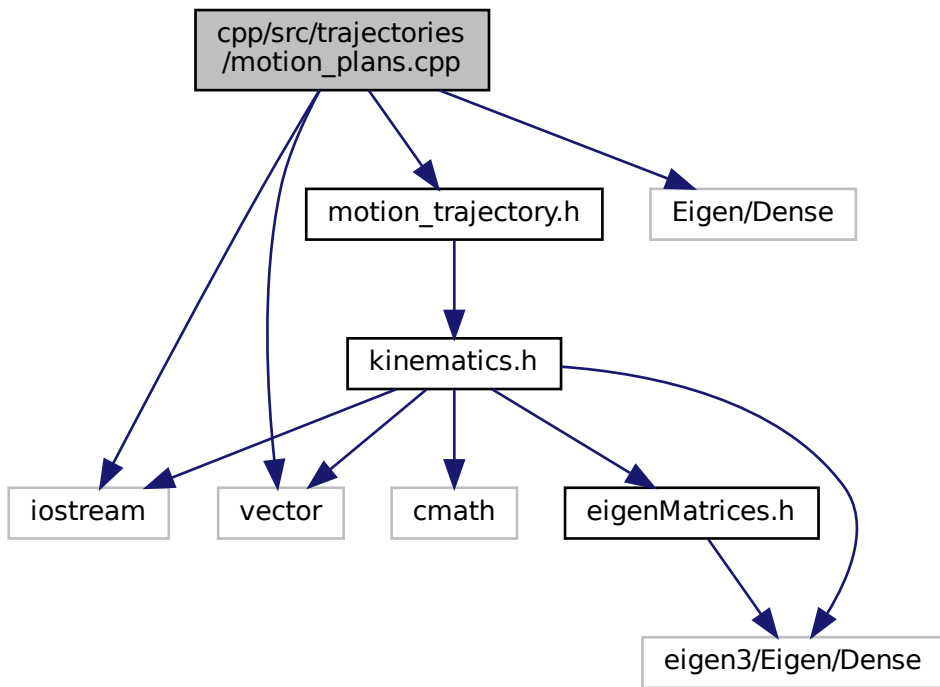 cpp/src/trajectories
/motion_plans.cpp
motion_trajectory.h
Eigen/Dense
kinematics.h
iostream
vector
cmath
eigenMatrices.h
eigen3/Eigen/Dense